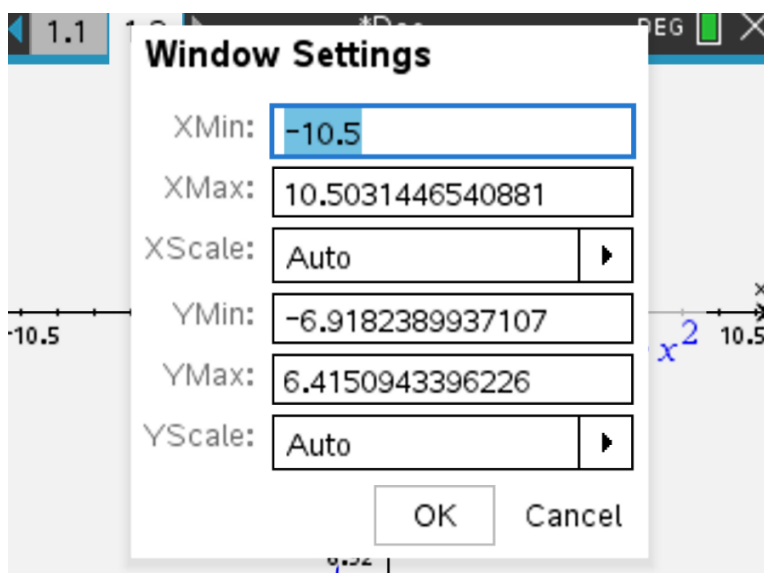 1.1 DEG
Window Settings
XMin: -10.5
XMax: 10.5031446540881
XScale: Auto
YMin: -6.9182389937107
-10.5 x² 10.5
YMax: 6.4150943396226
YScale: Auto
OK Cancel